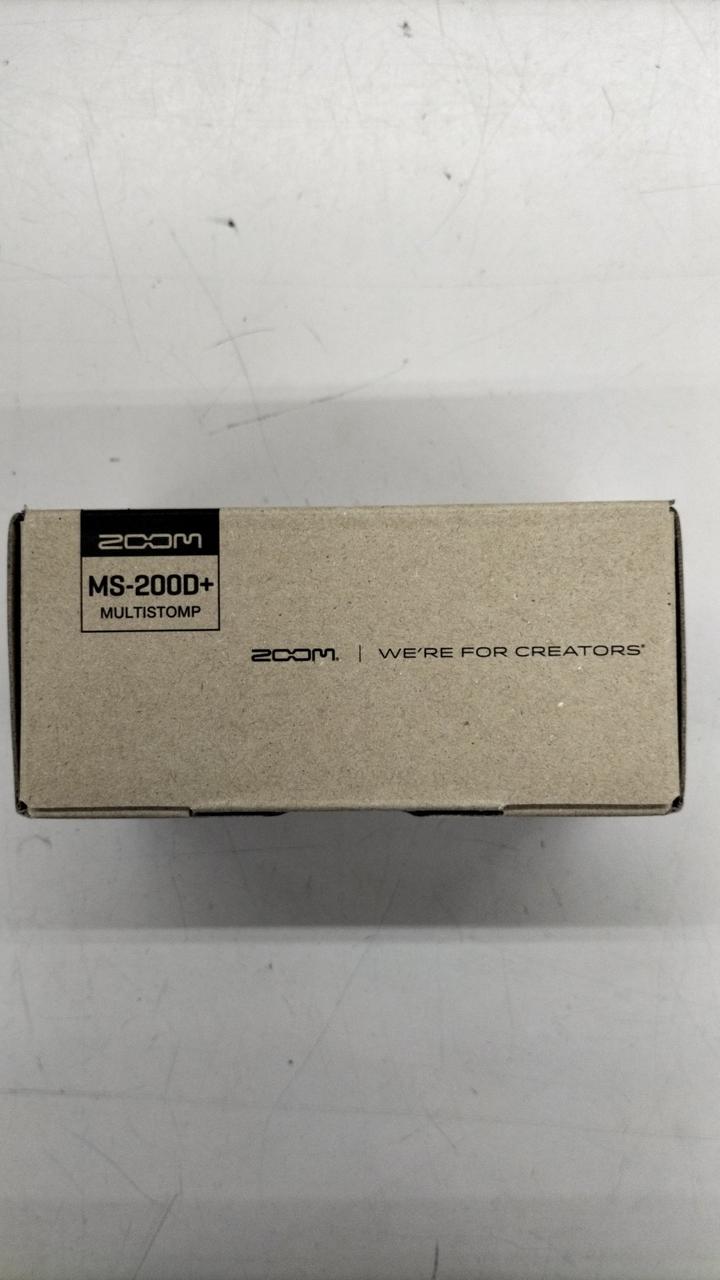 ZOOM
MS-200D+
MULTISTOMP
ZOOM® | WE'RE FOR CREATORS®